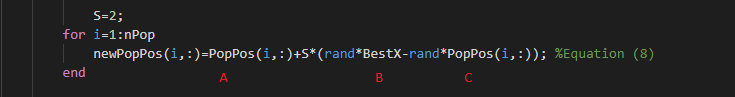 S=2;
for i=1:nPop
newPopPos(i,:)=PopPos(i,:)+S*(rand*BestX-rand*PopPos(i,:)); %Equation (8)
end
A B C